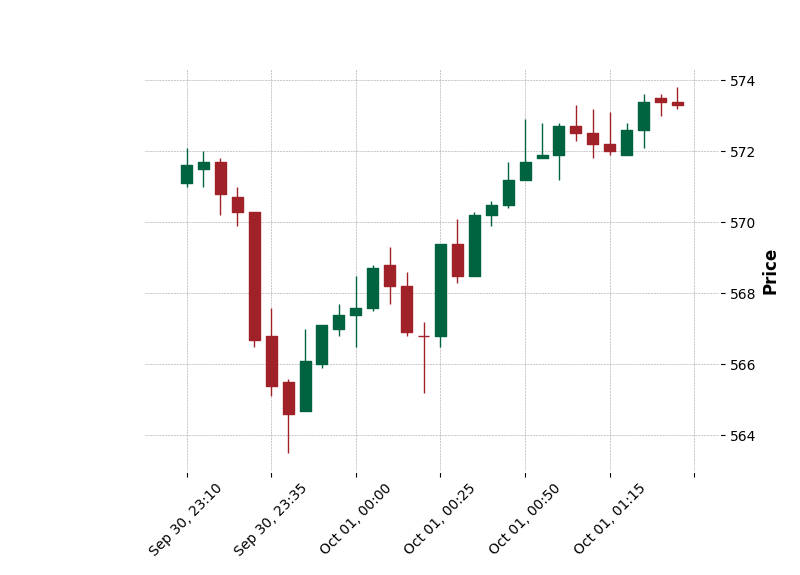 574
572
570
568
566
564
Price
Sep 30, 23:10
Sep 30, 23:35
Oct 01, 00:00
Oct 01, 00:25
Oct 01, 00:50
Oct 01, 01:15